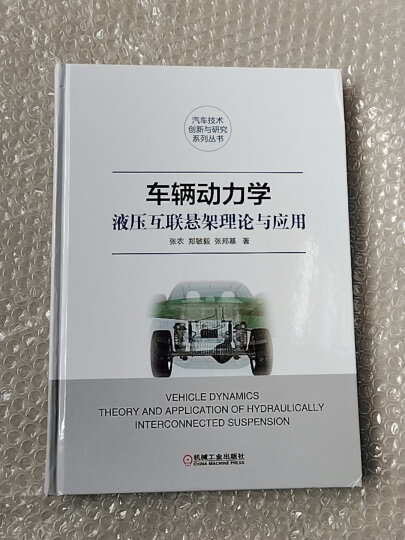 汽车技术
创新与研究
系列丛书
车辆动力学
液压互联悬架理论与应用
张农 郑敏毅 张邦基 著
VEHICLE DYNAMICS
THEORY AND APPLICATION OF HYDRAULICALLY
INTERCONNECTED SUSPENSION
机械工业出版社
CHINA MACHINE PRESS